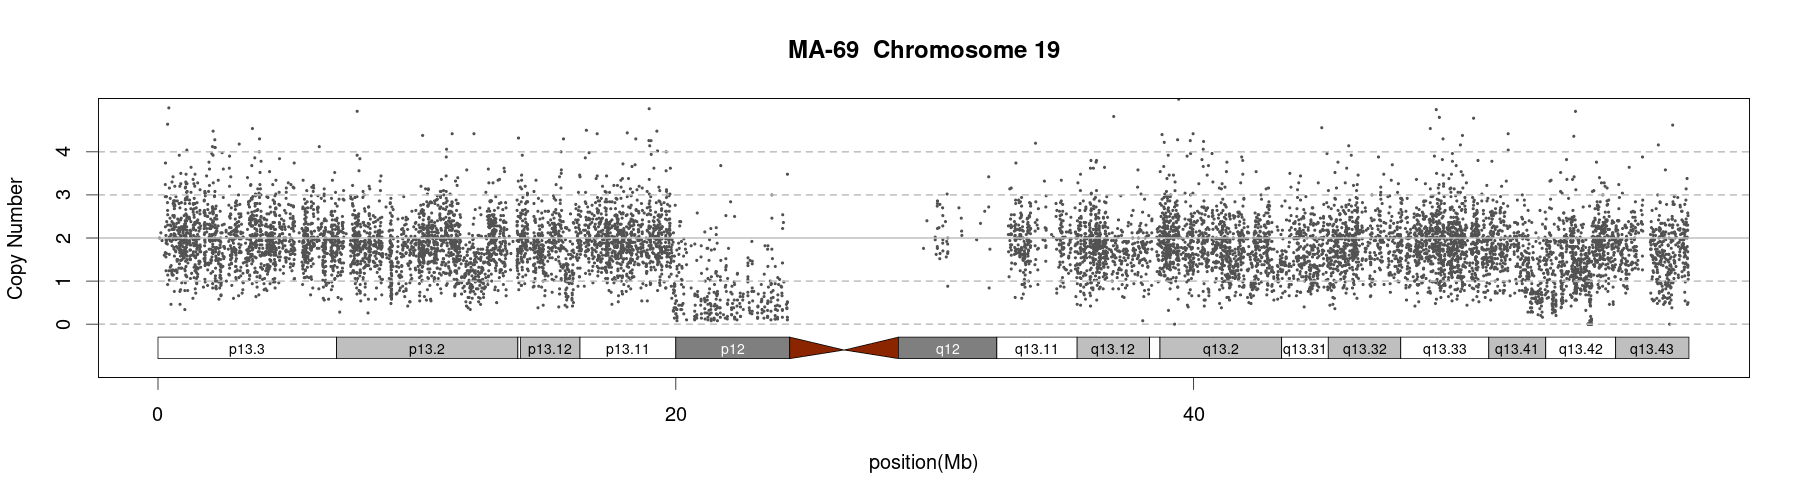 MA-69 Chromosome 19
Copy Number
4
3
2
1
0
p13.3 p13.2 p13.12 p13.11 p12 q12 q13.11 q13.12 q13.2 q13.31 q13.32 q13.33 q13.41 q13.42 q13.43
0 20 40
position(Mb)